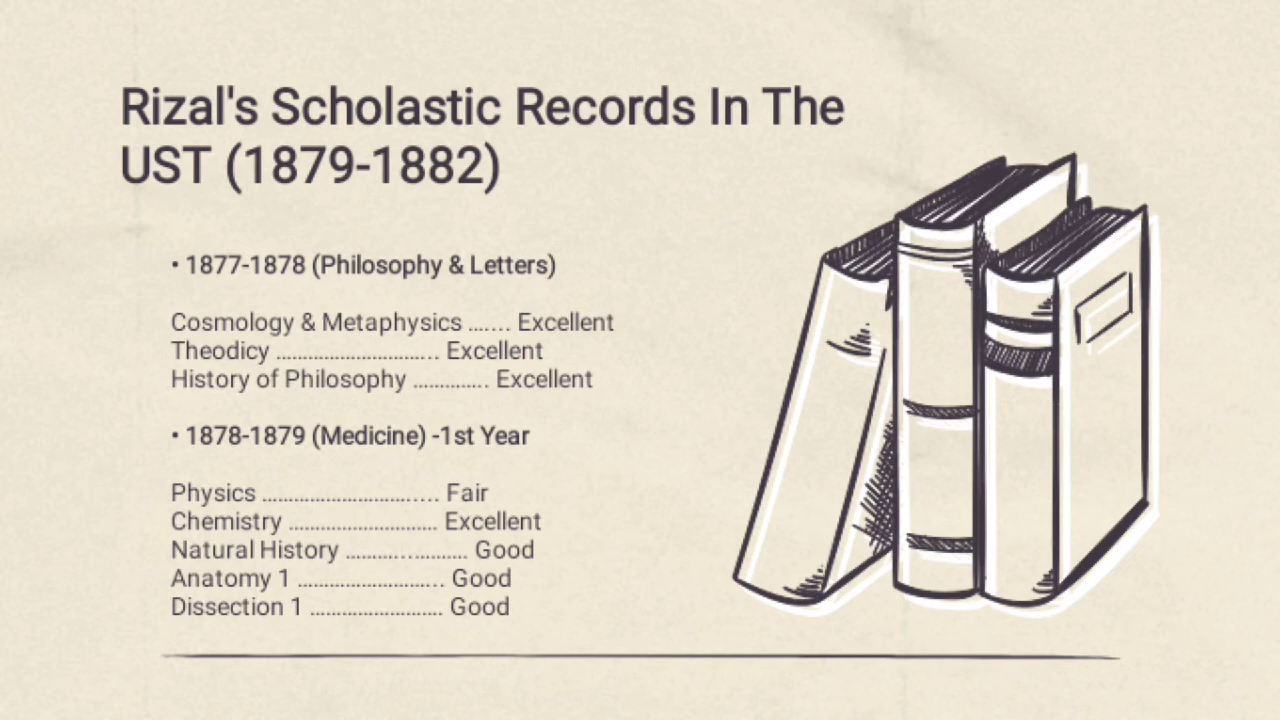 Rizal's Scholastic Records In The
UST (1879-1882)
• 1877-1878 (Philosophy & Letters)
Cosmology & Metaphysics ....... Excellent
Theodicy ............................... Excellent
History of Philosophy .............. Excellent
• 1878-1879 (Medicine) -1st Year
Physics .................................. Fair
Chemistry ............................ Excellent
Natural History ....................... Good
Anatomy 1 ............................ Good
Dissection 1 ......................... Good